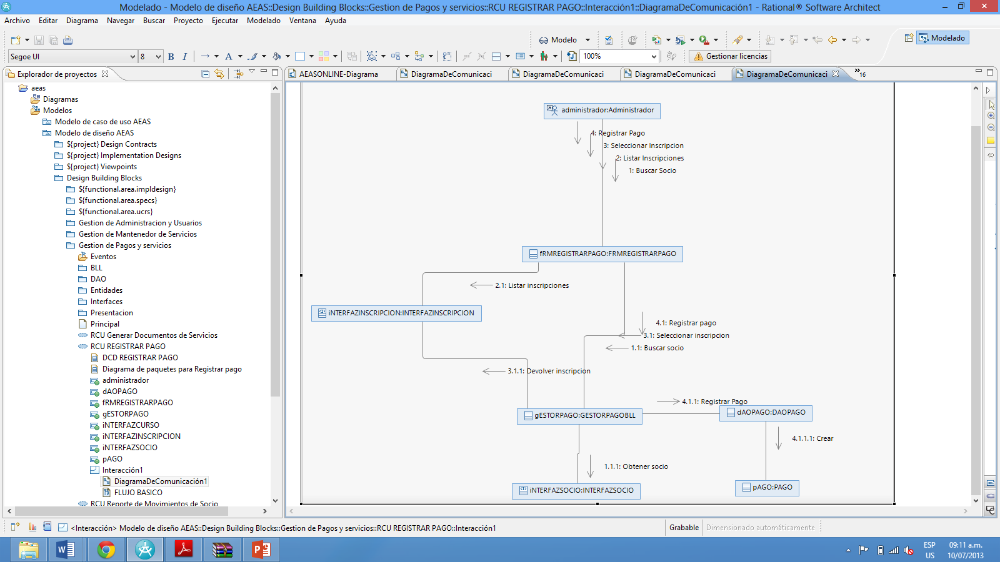 Modelado - Modelo de diseño AEAS::Design Building Blocks::Gestion de Pagos y servicios::RCU REGISTRAR PAGO::Interacción1::DiagramaDeComunicación1 - Rational® Software Architect
Archivo Editar Diagrama Navegar Buscar Proyecto Ejecutar Modelado Ventana Ayuda
Modelo
Modelado
Segoe UI 8 B I A 100% Gestionar licencias
Explorador de proyectos
AEASONLINE-Diagrama DiagramaDeComunicaci DiagramaDeComunicaci DiagramaDeComunicaci DiagramaDeComunicaci »16
aeas
Diagramas
Modelos
Modelo de caso de uso AEAS
Modelo de diseño AEAS
${project} Design Contracts
${project} Implementation Designs
${project} Viewpoints
Design Building Blocks
${functional.area.impldesign}
${functional.area.specs}
${functional.area.ucrs}
Gestion de Administracion y Usuarios
Gestion de Mantenedor de Servicios
Gestion de Pagos y servicios
Eventos
BLL
DAO
Entidades
Interfaces
Presentacion
Principal
RCU Generar Documentos de Servicios
RCU REGISTRAR PAGO
DCD REGISTRAR PAGO
Diagrama de paquetes para Registrar pago
administrador
dAOPAGO
fRMREGISTRARPAGO
gESTORPAGO
iNTERFAZCURSO
iNTERFAZINSCRIPCION
iNTERFAZSOCIO
pAGO
Interacción1
DiagramaDeComunicación1
FLUJO BASICO
RCU Reporte de Movimientos de Socio
administrador:Administrador
4: Registrar Pago
3: Seleccionar Inscripcion
2: Listar Inscripciones
1: Buscar Socio
fRMREGISTRARPAGO:FRMREGISTRARPAGO
2.1: Listar inscripciones
iNTERFAZINSCRIPCION:INTERFAZINSCRIPCION
4.1: Registrar pago
3.1: Seleccionar inscripcion
1.1: Buscar socio
3.1.1: Devolver inscripcion
4.1.1: Registrar Pago
gESTORPAGO:GESTORPAGOBLL
dAOPAGO:DAOPAGO
4.1.1.1: Crear
1.1.1: Obtener socio
iNTERFAZSOCIO:INTERFAZSOCIO
pAGO:PAGO
<Interacción> Modelo de diseño AEAS::Design Building Blocks::Gestion de Pagos y servicios::RCU REGISTRAR PAGO::Interacción1
Grabable
Dimensionado automáticamente
ESP 09:11 a.m.
US 10/07/2013